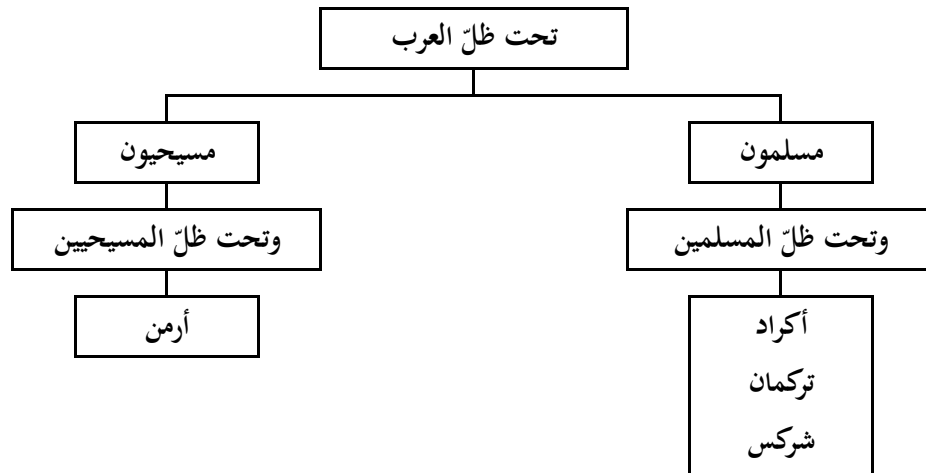 تحت ظلّ العرب
مسلمون
مسيحيون
وتحت ظلّ المسلمين
وتحت ظلّ المسيحيين
أكراد
أرمن
تركمان
شركس